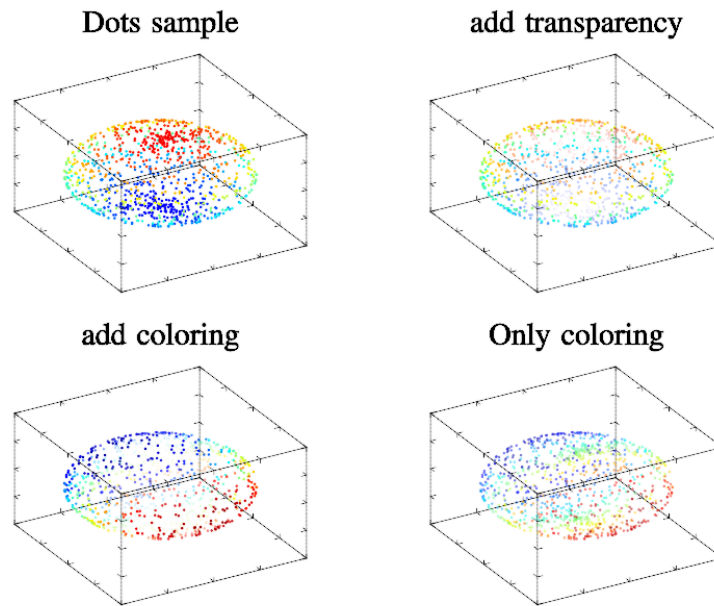 Dots sample
add transparency
add coloring
Only coloring